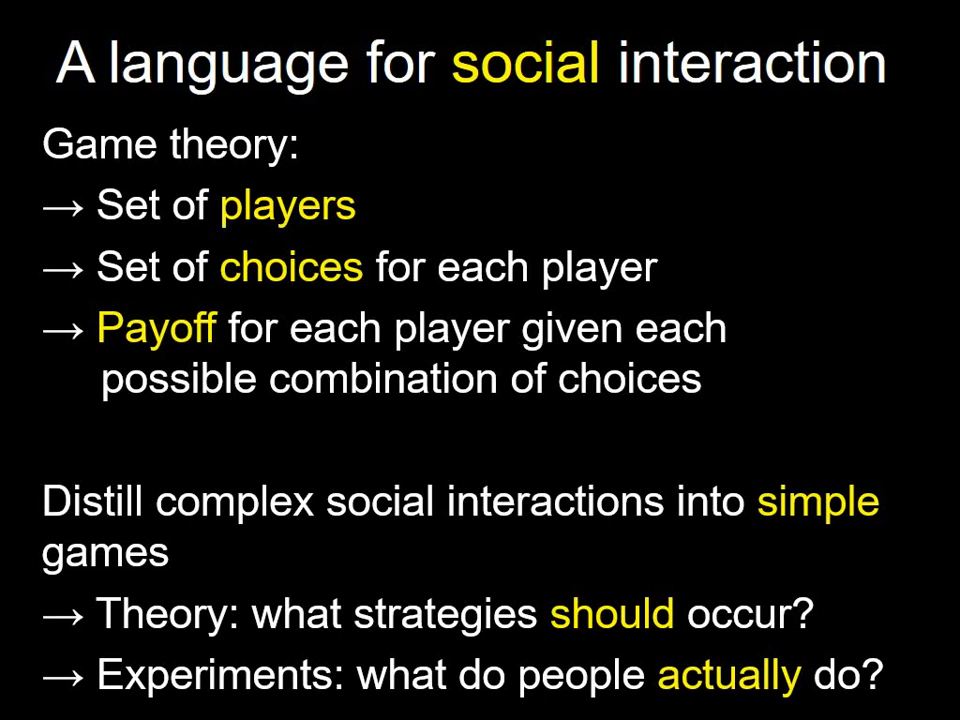 A language for social interaction
Game theory:
→ Set of players
→ Set of choices for each player
→ Payoff for each player given each
possible combination of choices
Distill complex social interactions into simple
games
→ Theory: what strategies should occur?
→ Experiments: what do people actually do?